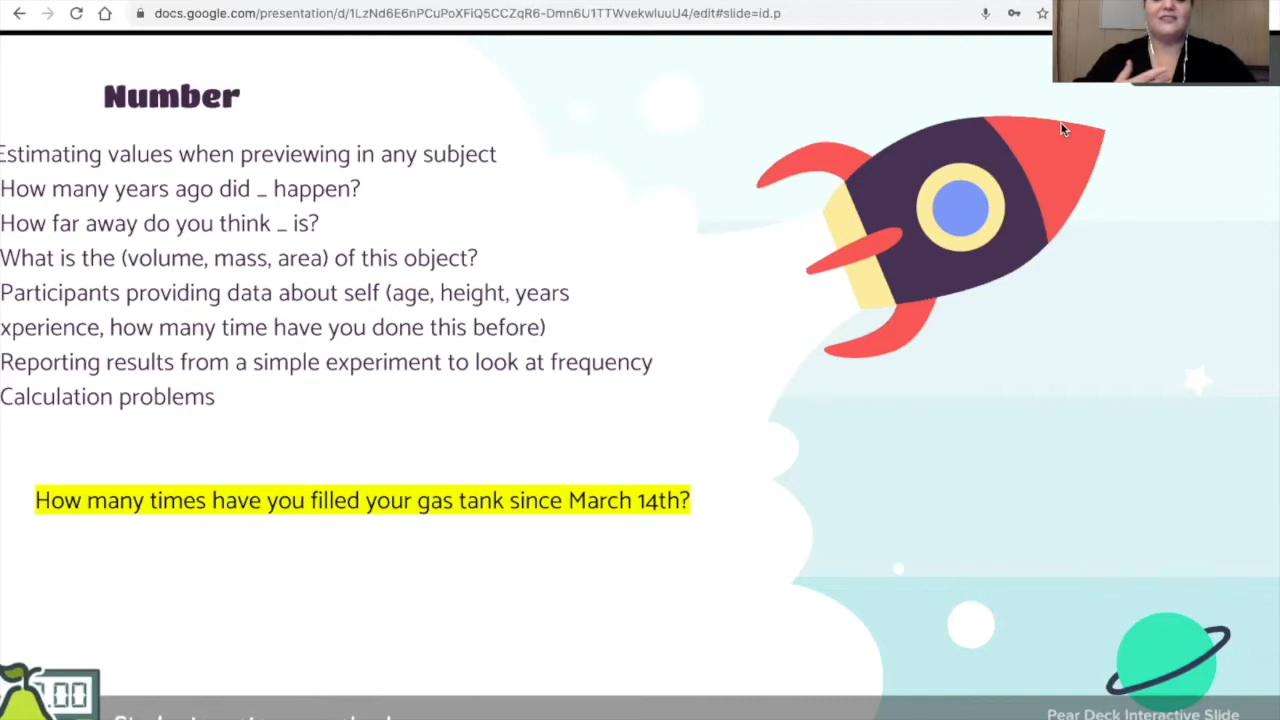 docs.google.com/presentation/d/1LzNd6E6nPCuPoXFiQ5CCZqR6-Dmn6U1TTWvekwluuU4/edit#slide=id.p
Number
Estimating values when previewing in any subject
How many years ago did _ happen?
How far away do you think _ is?
What is the (volume, mass, area) of this object?
Participants providing data about self (age, height, years
xperience, how many time have you done this before)
Reporting results from a simple experiment to look at frequency
Calculation problems
How many times have you filled your gas tank since March 14th?
.00
Pear Deck Interactive Slide